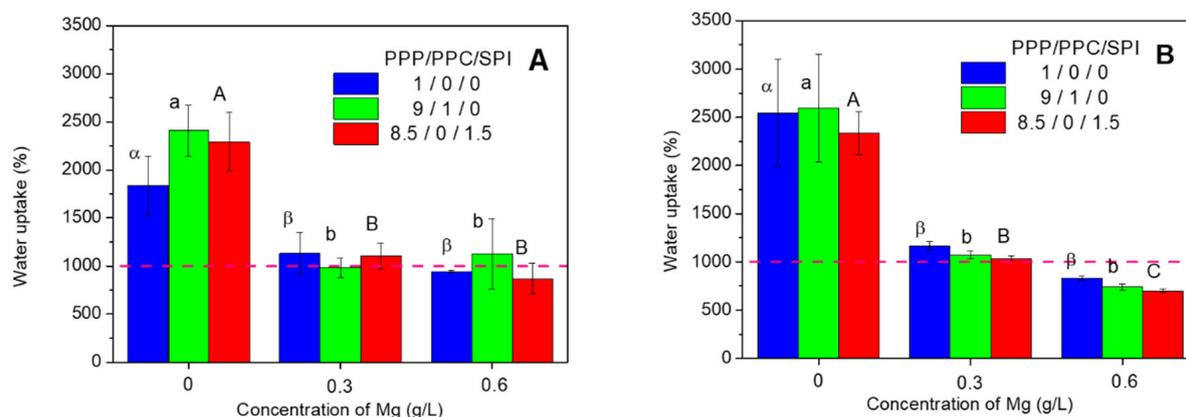 3500
3000
2500
2000
1500
1000
500
0
Water uptake (%)
PPP/PPC/SPI
1 / 0 / 0
9 / 1 / 0
8.5 / 0 / 1.5
A
α
a
A
β
b
B
β
b
B
0
0.3
0.6
Concentration of Mg (g/L)
3500
3000
2500
2000
1500
1000
500
0
Water uptake (%)
PPP/PPC/SPI
1 / 0 / 0
9 / 1 / 0
8.5 / 0 / 1.5
B
α
a
A
β
b
B
β
b
C
0
0.3
0.6
Concentration of Mg (g/L)